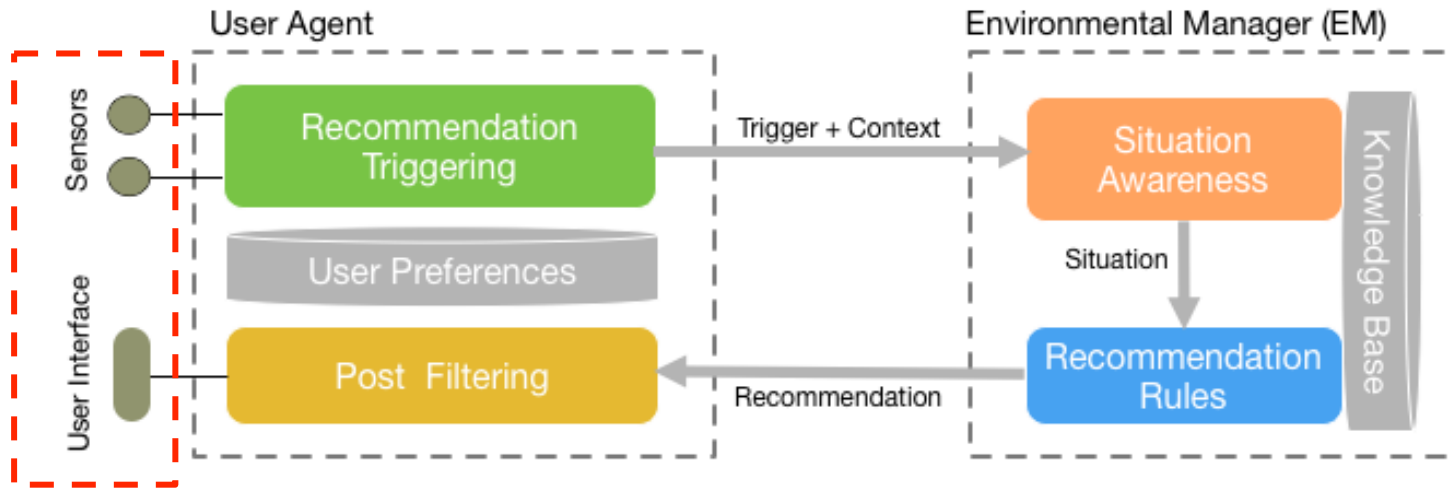 User Agent
Environmental Manager (EM)
Sensors
Recommendation
Triggering
Trigger + Context
Situation
Awareness
Knowledge Base
User Preferences
Situation
User Interface
Post Filtering
Recommendation
Recommendation
Rules